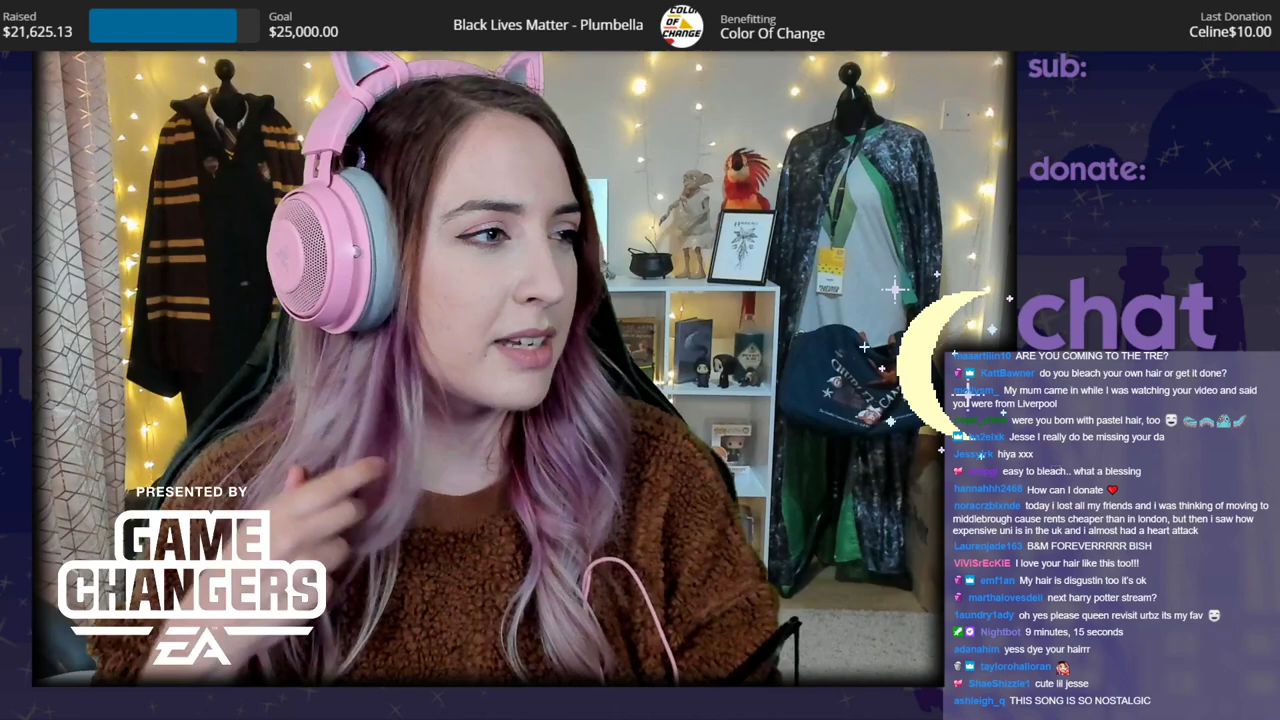 Raised
$21,625.13
Goal
$25,000.00
Black Lives Matter - Plumbella
COLOR
OF
CHANGE
Benefitting
Color Of Change
Last Donation
Celine$10.00
sub:
donate:
chat
ARE YOU COMING TO THE TRE?
KattBawner do you bleach your own hair or get it done?
My mum came in while I was watching your video and said
you were from Liverpool
were you born with pastel hair, too
Jesse I really do be missing your da
hiya xxx
easy to bleach.. what a blessing
hannahhh2468 How can I donate
noracrzblxnde today i lost all my friends and i was thinking of moving to
middlebrough cause rents cheaper than in london, but then i saw how
expensive uni is in the uk and i almost had a heart attack
Laurenjade163 B&M FOREVERRRRR BISH
ViViSrEcKlE I love your hair like this too!!!
emf1an My hair is disgustin too it's ok
marthalovesdeli next harry potter stream?
1aundry1ady oh yes please queen revisit urbz its my fav
Nightbot 9 minutes, 15 seconds
adanahim yess dye your hairrr
taylorohalloran
ShaeShizzle1 cute lil jesse
ashleigh_q THIS SONG IS SO NOSTALGIC
PRESENTED BY
GAME
CHANGERS
EA